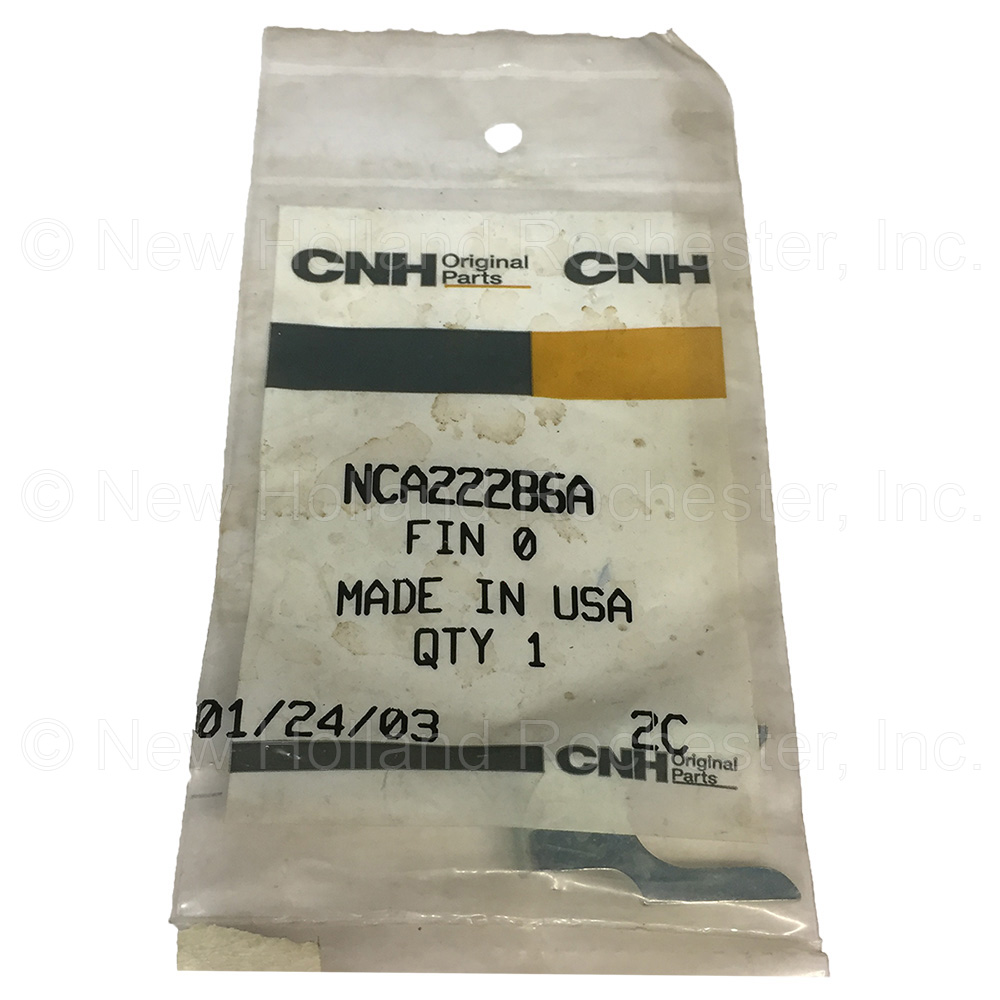 CNH Original Parts CNH
© New Holland Rochester, Inc.
NCA22286A
© New Holland Rochester, Inc.
FIN 0
MADE IN USA
QTY 1
01/24/03 2C
© New Holland Rochester, Inc.
CNH Original Parts